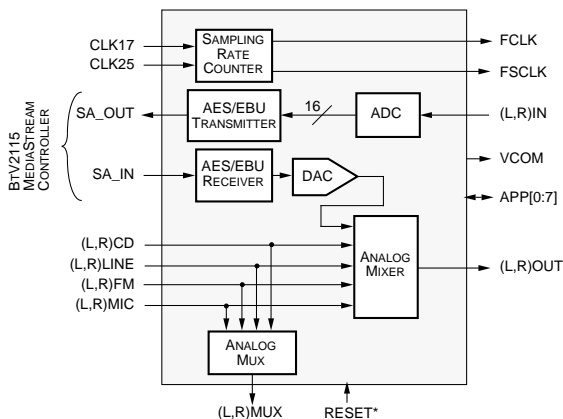 CLK17
CLK25
SAMPLING
RATE
COUNTER
FCLK
FSCLK
BTV2115
MEDIASTREAM
CONTROLLER
SA_OUT
AES/EBU
TRANSMITTER
16
ADC
(L,R)IN
VCOM
SA_IN
AES/EBU
RECEIVER
DAC
APP[0:7]
(L,R)CD
(L,R)LINE
(L,R)FM
(L,R)MIC
ANALOG
MIXER
(L,R)OUT
ANALOG
MUX
(L,R)MUX
RESET*